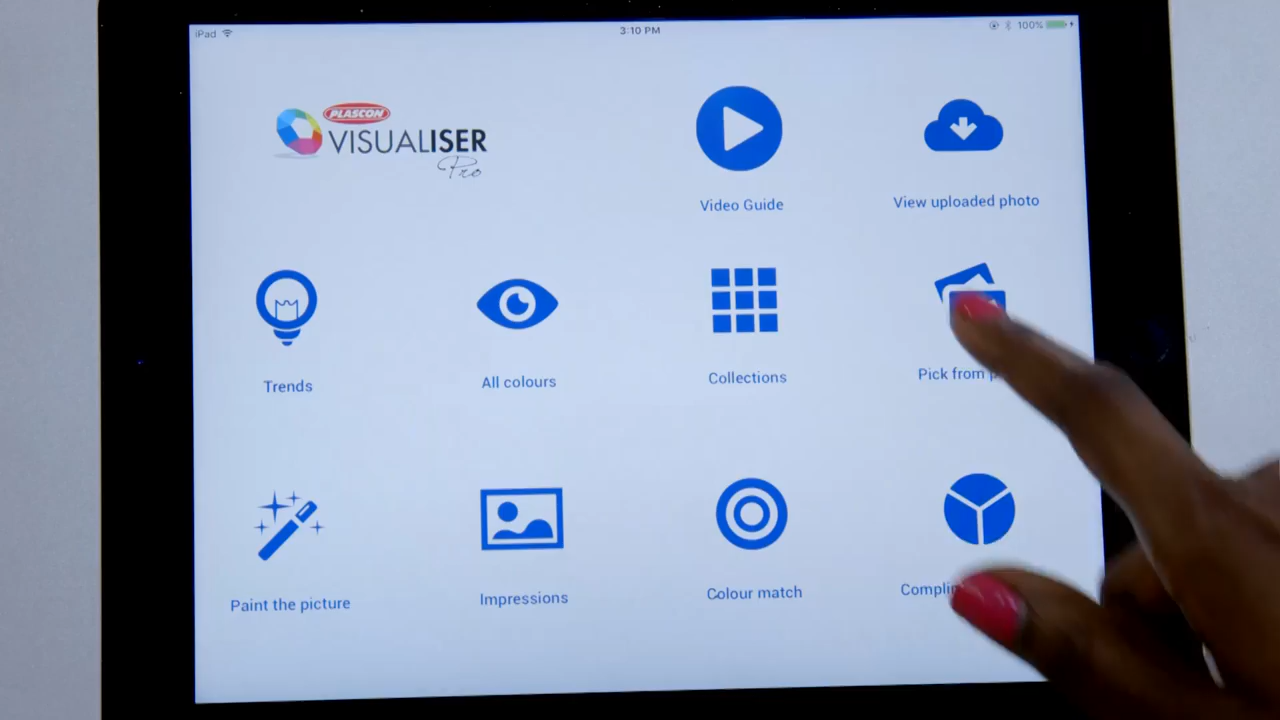 iPad
3:10 PM
100%
PLASCON
VISUALISER
Pro
Video Guide
View uploaded photo
Trends
All colours
Collections
Pick from
Paint the picture
Impressions
Colour match